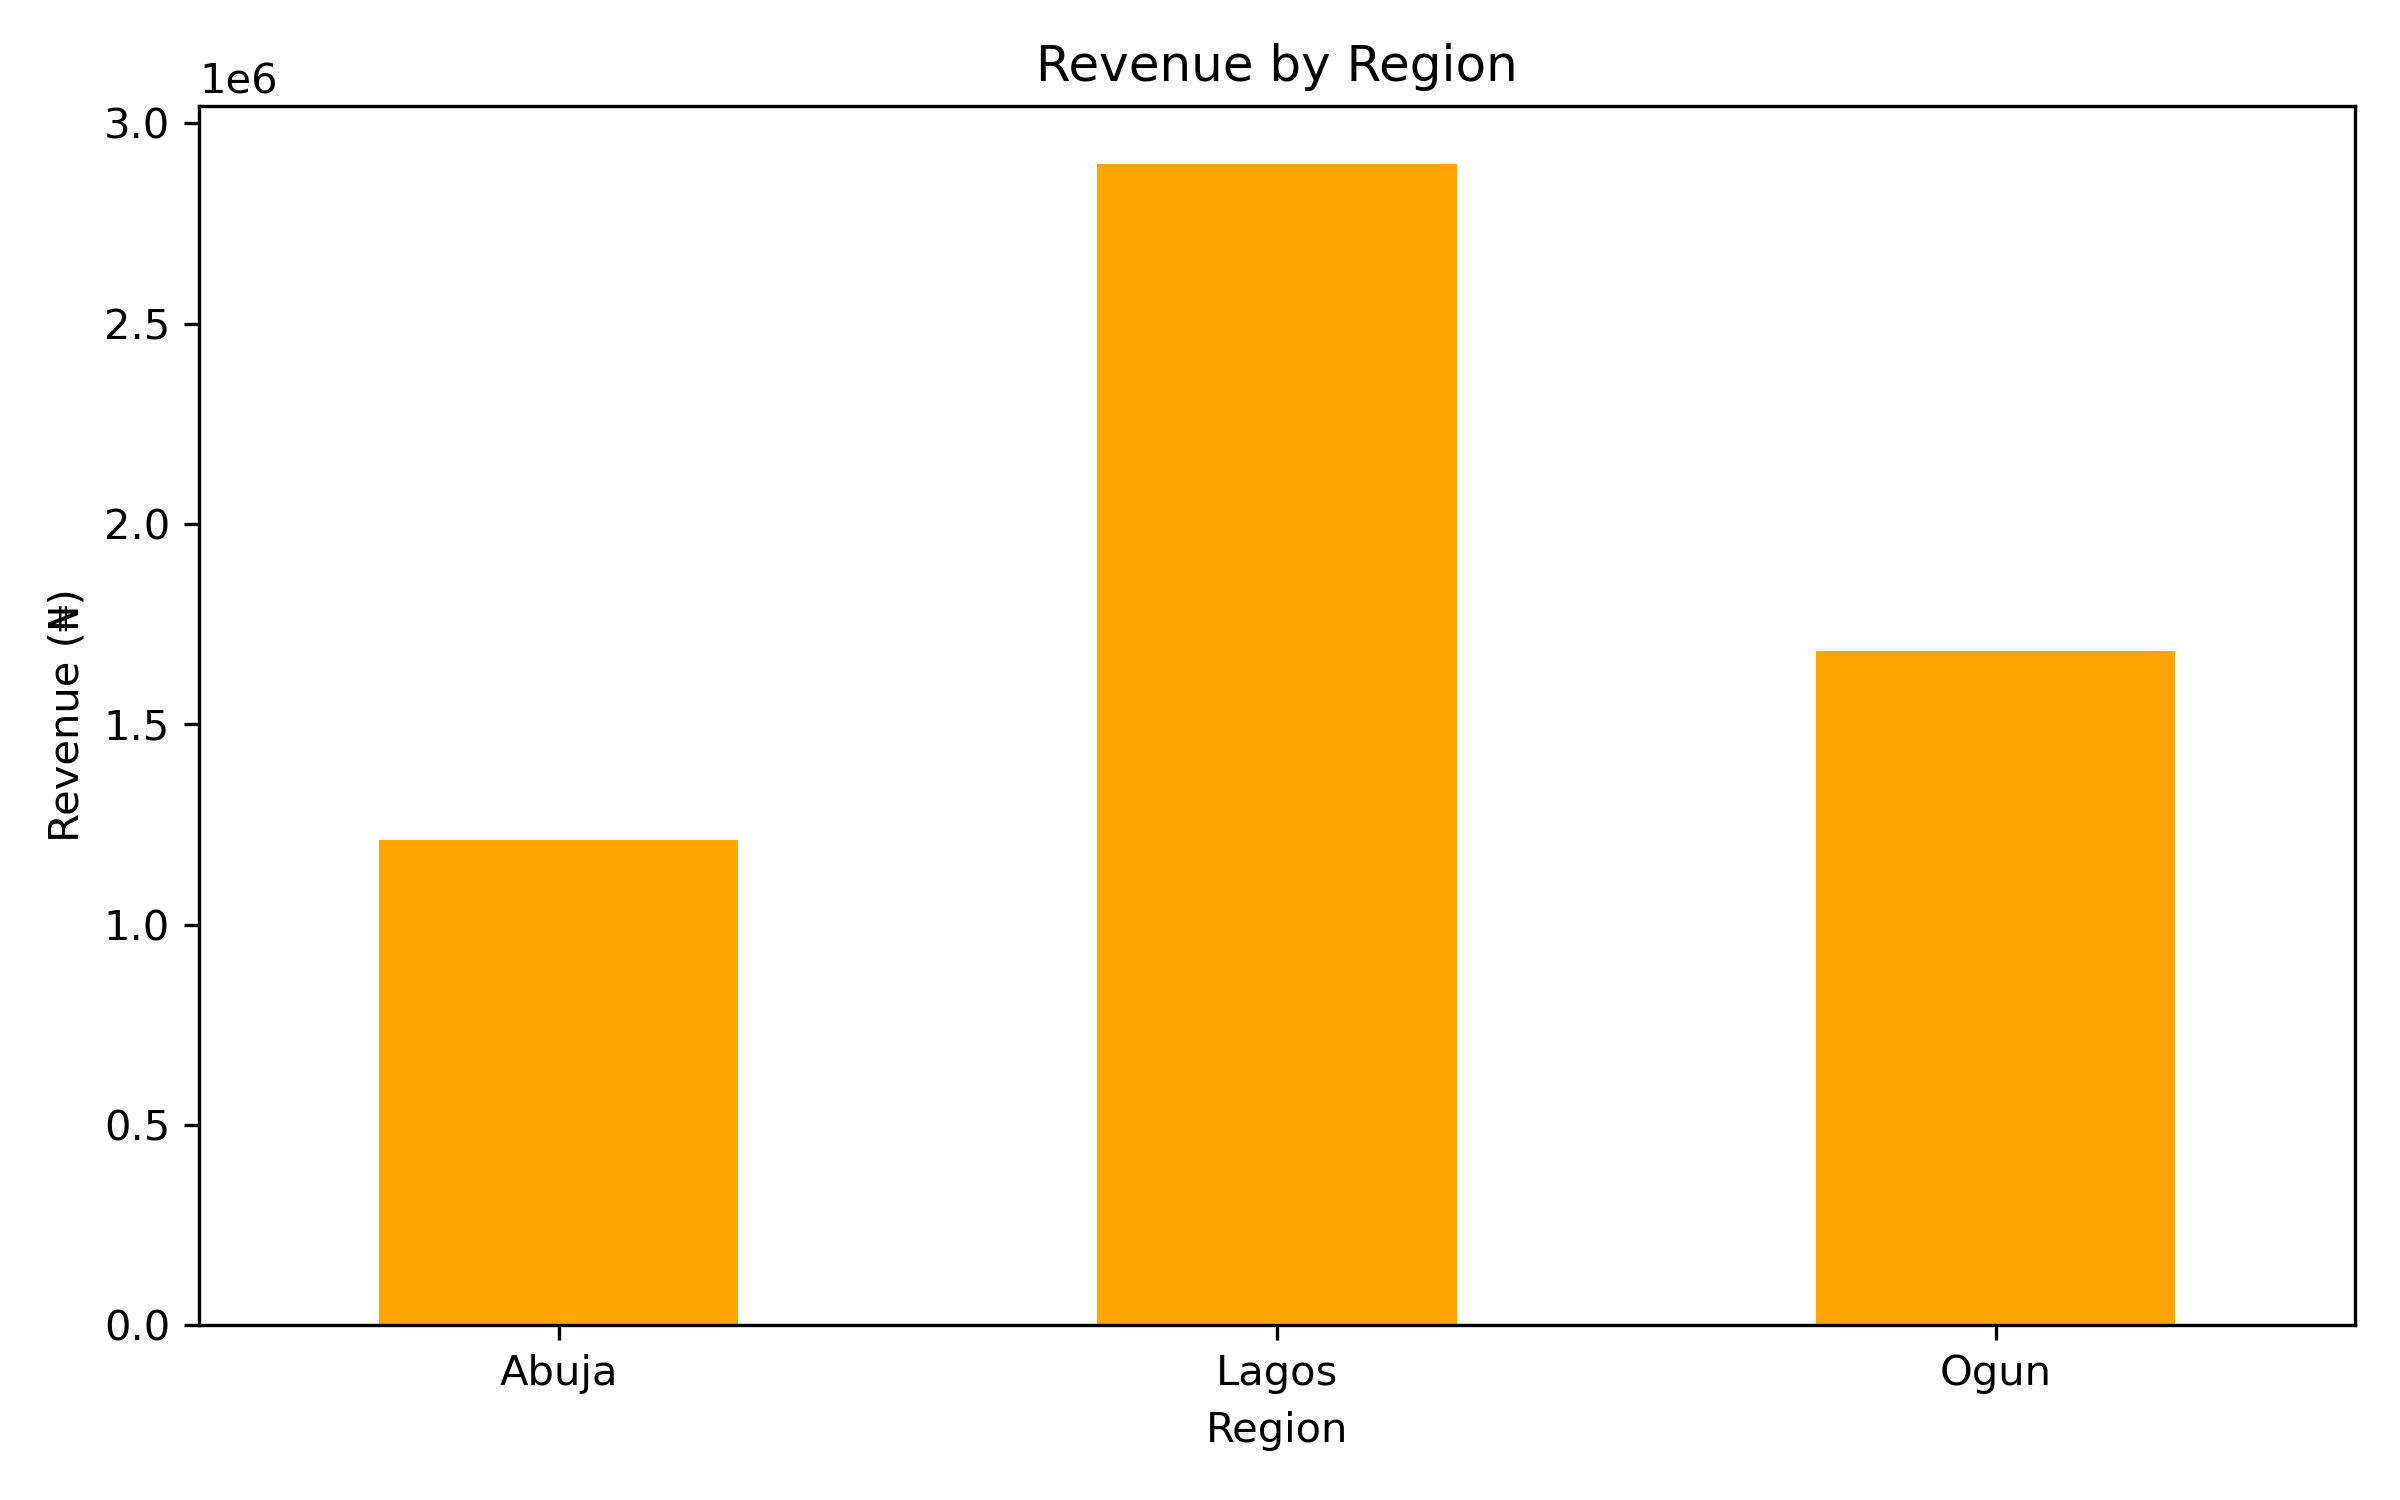 Revenue by Region
1e6
3.0
2.5
2.0
1.5
1.0
0.5
0.0
Revenue (₦)
Abuja
Lagos
Ogun
Region